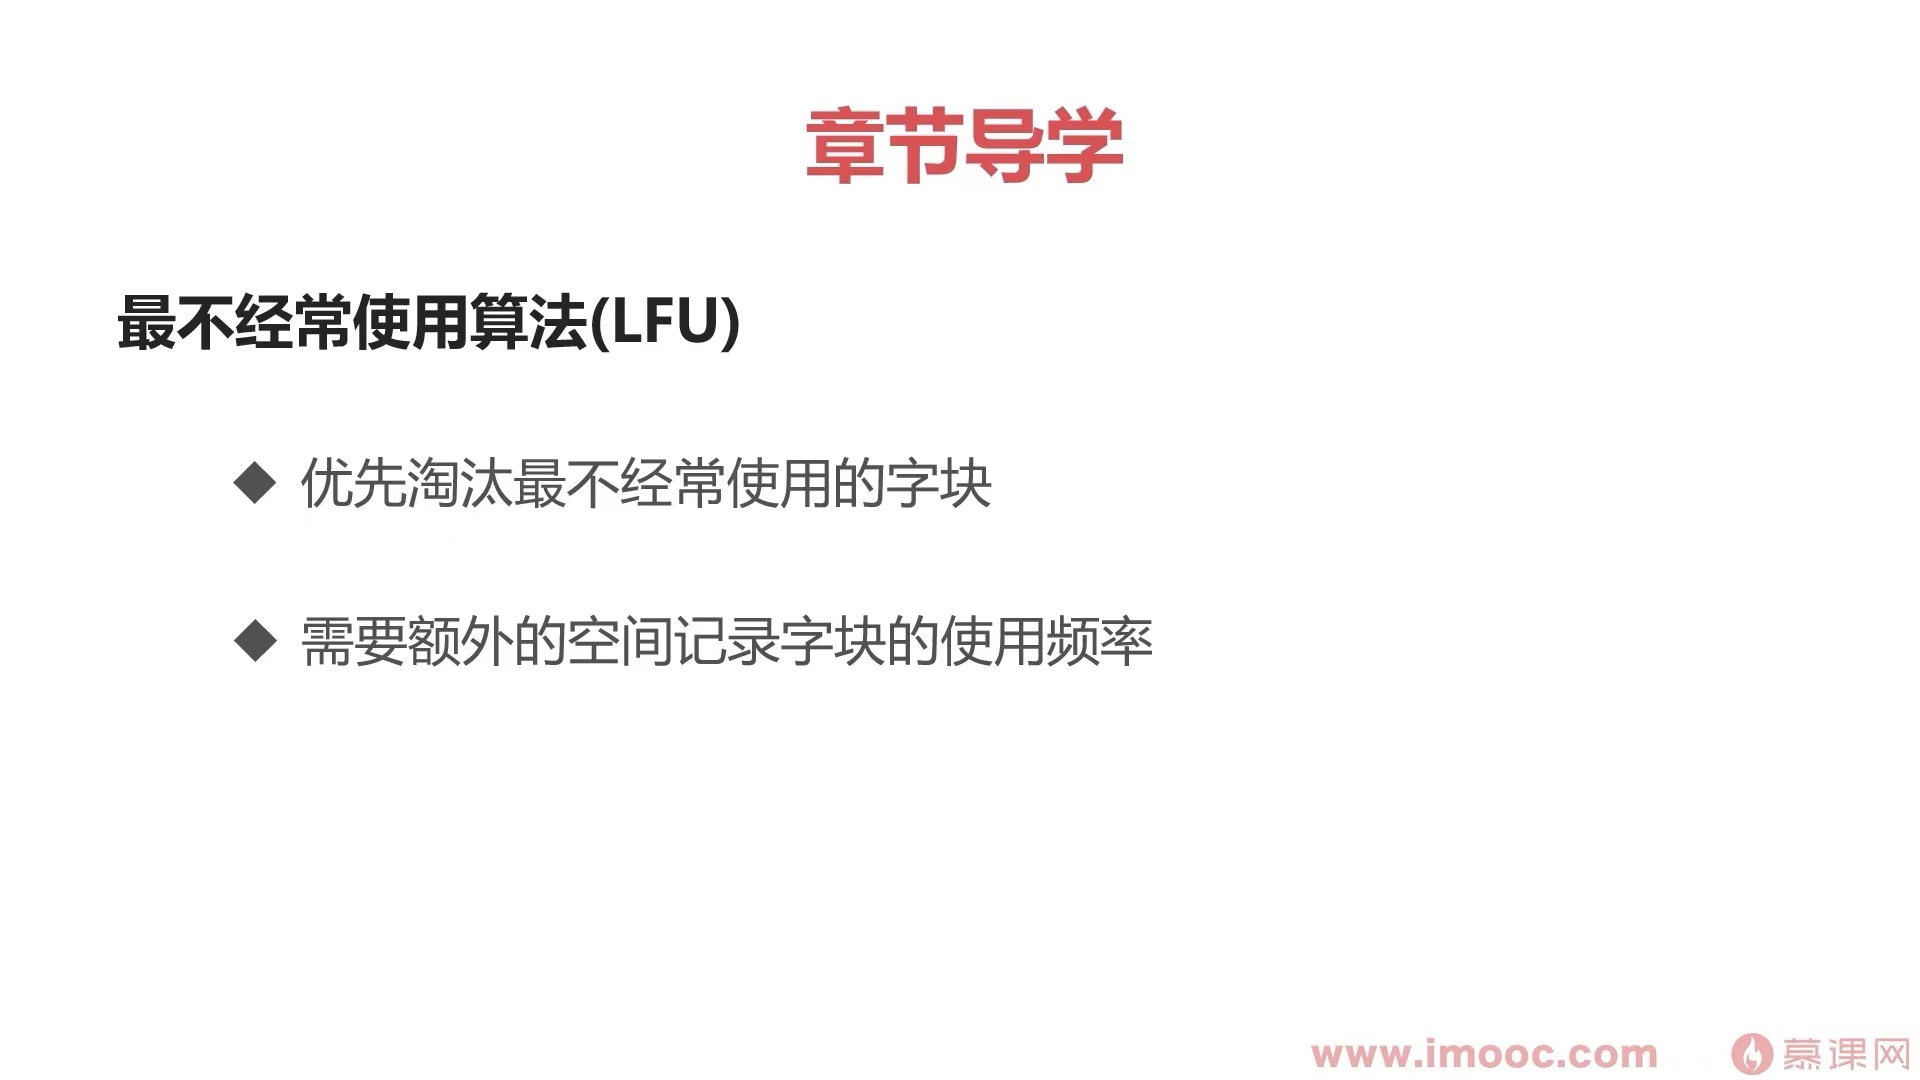 章节导学
最不经常使用算法(LFU)
◆ 优先淘汰最不经常使用的字块
◆ 需要额外的空间记录字块的使用频率
www.imooc.com 慕课网